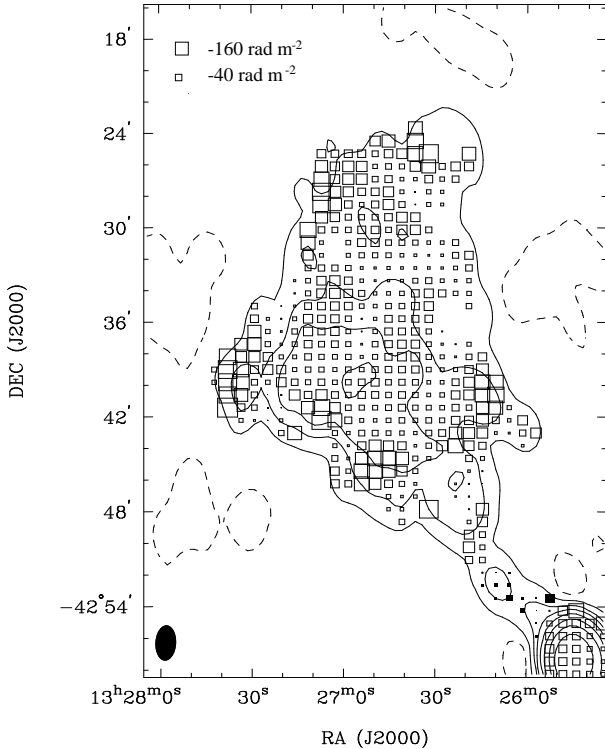 18'
-160 rad m-2
-40 rad m-2
24'
30'
36'
42'
48'
−42°54'
DEC (J2000)
13h28m0s 30s 27m0s 30s 26m0s
RA (J2000)